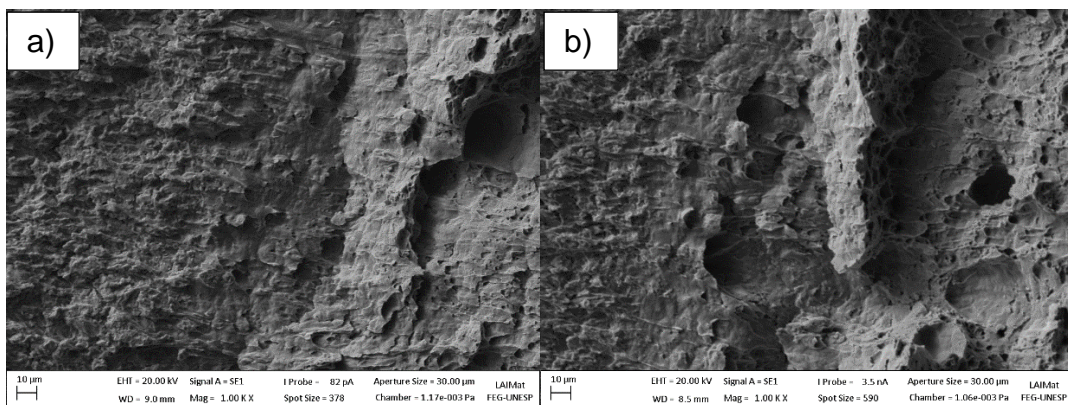 a)
b)
10 µm
EHT = 20.00 kV Signal A = SE1 I Probe = 82 pA Aperture Size = 30.00 µm LAIMat
WD = 9.0 mm Mag = 1.00 K X Spot Size = 378 Chamber = 1.17e-003 Pa FEG-UNESP
10 µm
EHT = 20.00 kV Signal A = SE1 I Probe = 3.5 nA Aperture Size = 30.00 µm LAIMat
WD = 8.5 mm Mag = 1.00 K X Spot Size = 590 Chamber = 1.06e-003 Pa FEG-UNESP